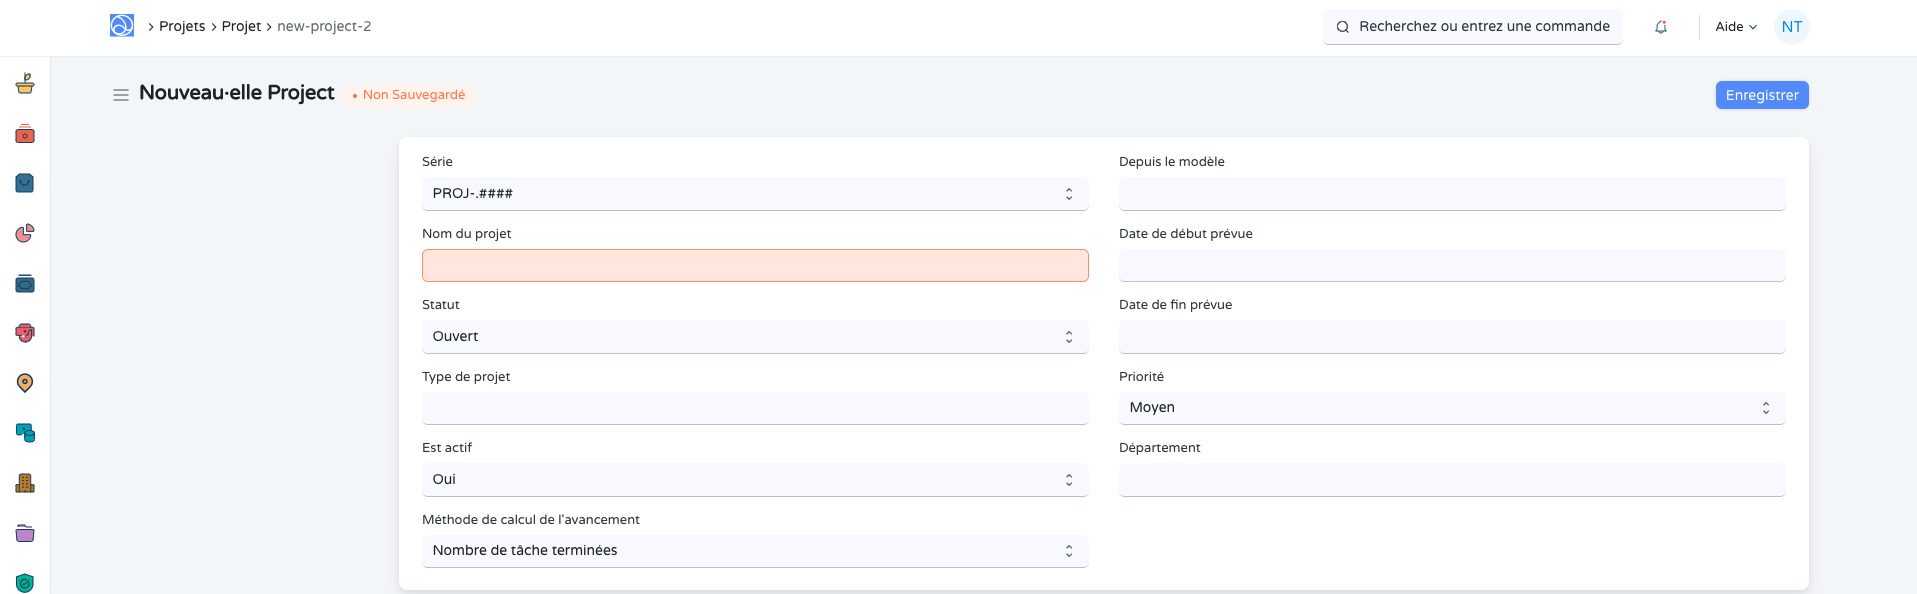 Projets Projet new-project-2
Recherchez ou entrez une commande
Aide
NT
Nouveau·elle Project
Non Sauvegardé
Enregistrer
Série
PROJ-.####
Nom du projet
Statut
Ouvert
Type de projet
Est actif
Oui
Méthode de calcul de l'avancement
Nombre de tâche terminées
Depuis le modèle
Date de début prévue
Date de fin prévue
Priorité
Moyen
Département